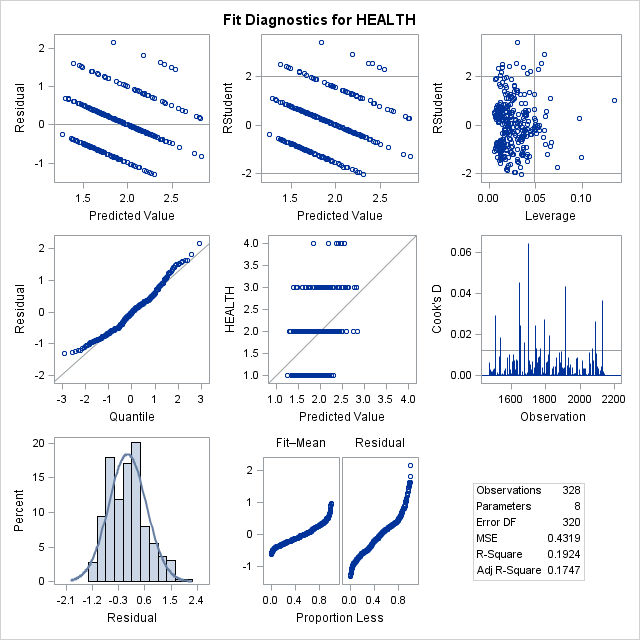 Fit Diagnostics for HEALTH
Residual
2
1
0
-1
1.5 2.0 2.5
Predicted Value
RStudent
2
0
-2
1.5 2.0 2.5
Predicted Value
RStudent
2
0
-2
0.00 0.05 0.10
Leverage
Residual
2
1
0
-1
-2
-3 -2 -1 0 1 2 3
Quantile
HEALTH
4.0
3.5
3.0
2.5
2.0
1.5
1.0
1.0 1.5 2.0 2.5 3.0 3.5 4.0
Predicted Value
Cook's D
0.06
0.04
0.02
0.00
1600 1800 2000 2200
Observation
Percent
20
15
10
5
0
-2.1 -1.2 -0.3 0.6 1.5 2.4
Residual
Fit–Mean Residual
2
1
0
-1
0.0 0.4 0.8 0.0 0.4 0.8
Proportion Less
Observations 328
Parameters 8
Error DF 320
MSE 0.4319
R-Square 0.1924
Adj R-Square 0.1747